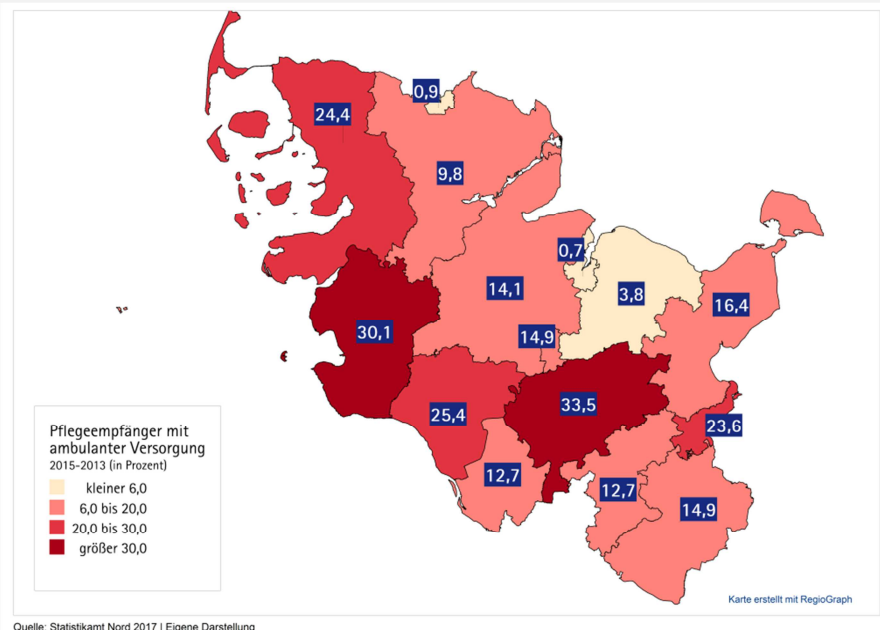 0,9
24,4
9,8
0,7
14,1
3,8
16,4
30,1
14,9
33,5
25,4
23,6
12,7
12,7
14,9
Pflegeempfänger mit
ambulanter Versorgung
2015-2013 (in Prozent)
kleiner 6,0
6,0 bis 20,0
20,0 bis 30,0
größer 30,0
Karte erstellt mit RegioGraph
Quelle: Statistikamt Nord 2017 | Eigene Darstellung